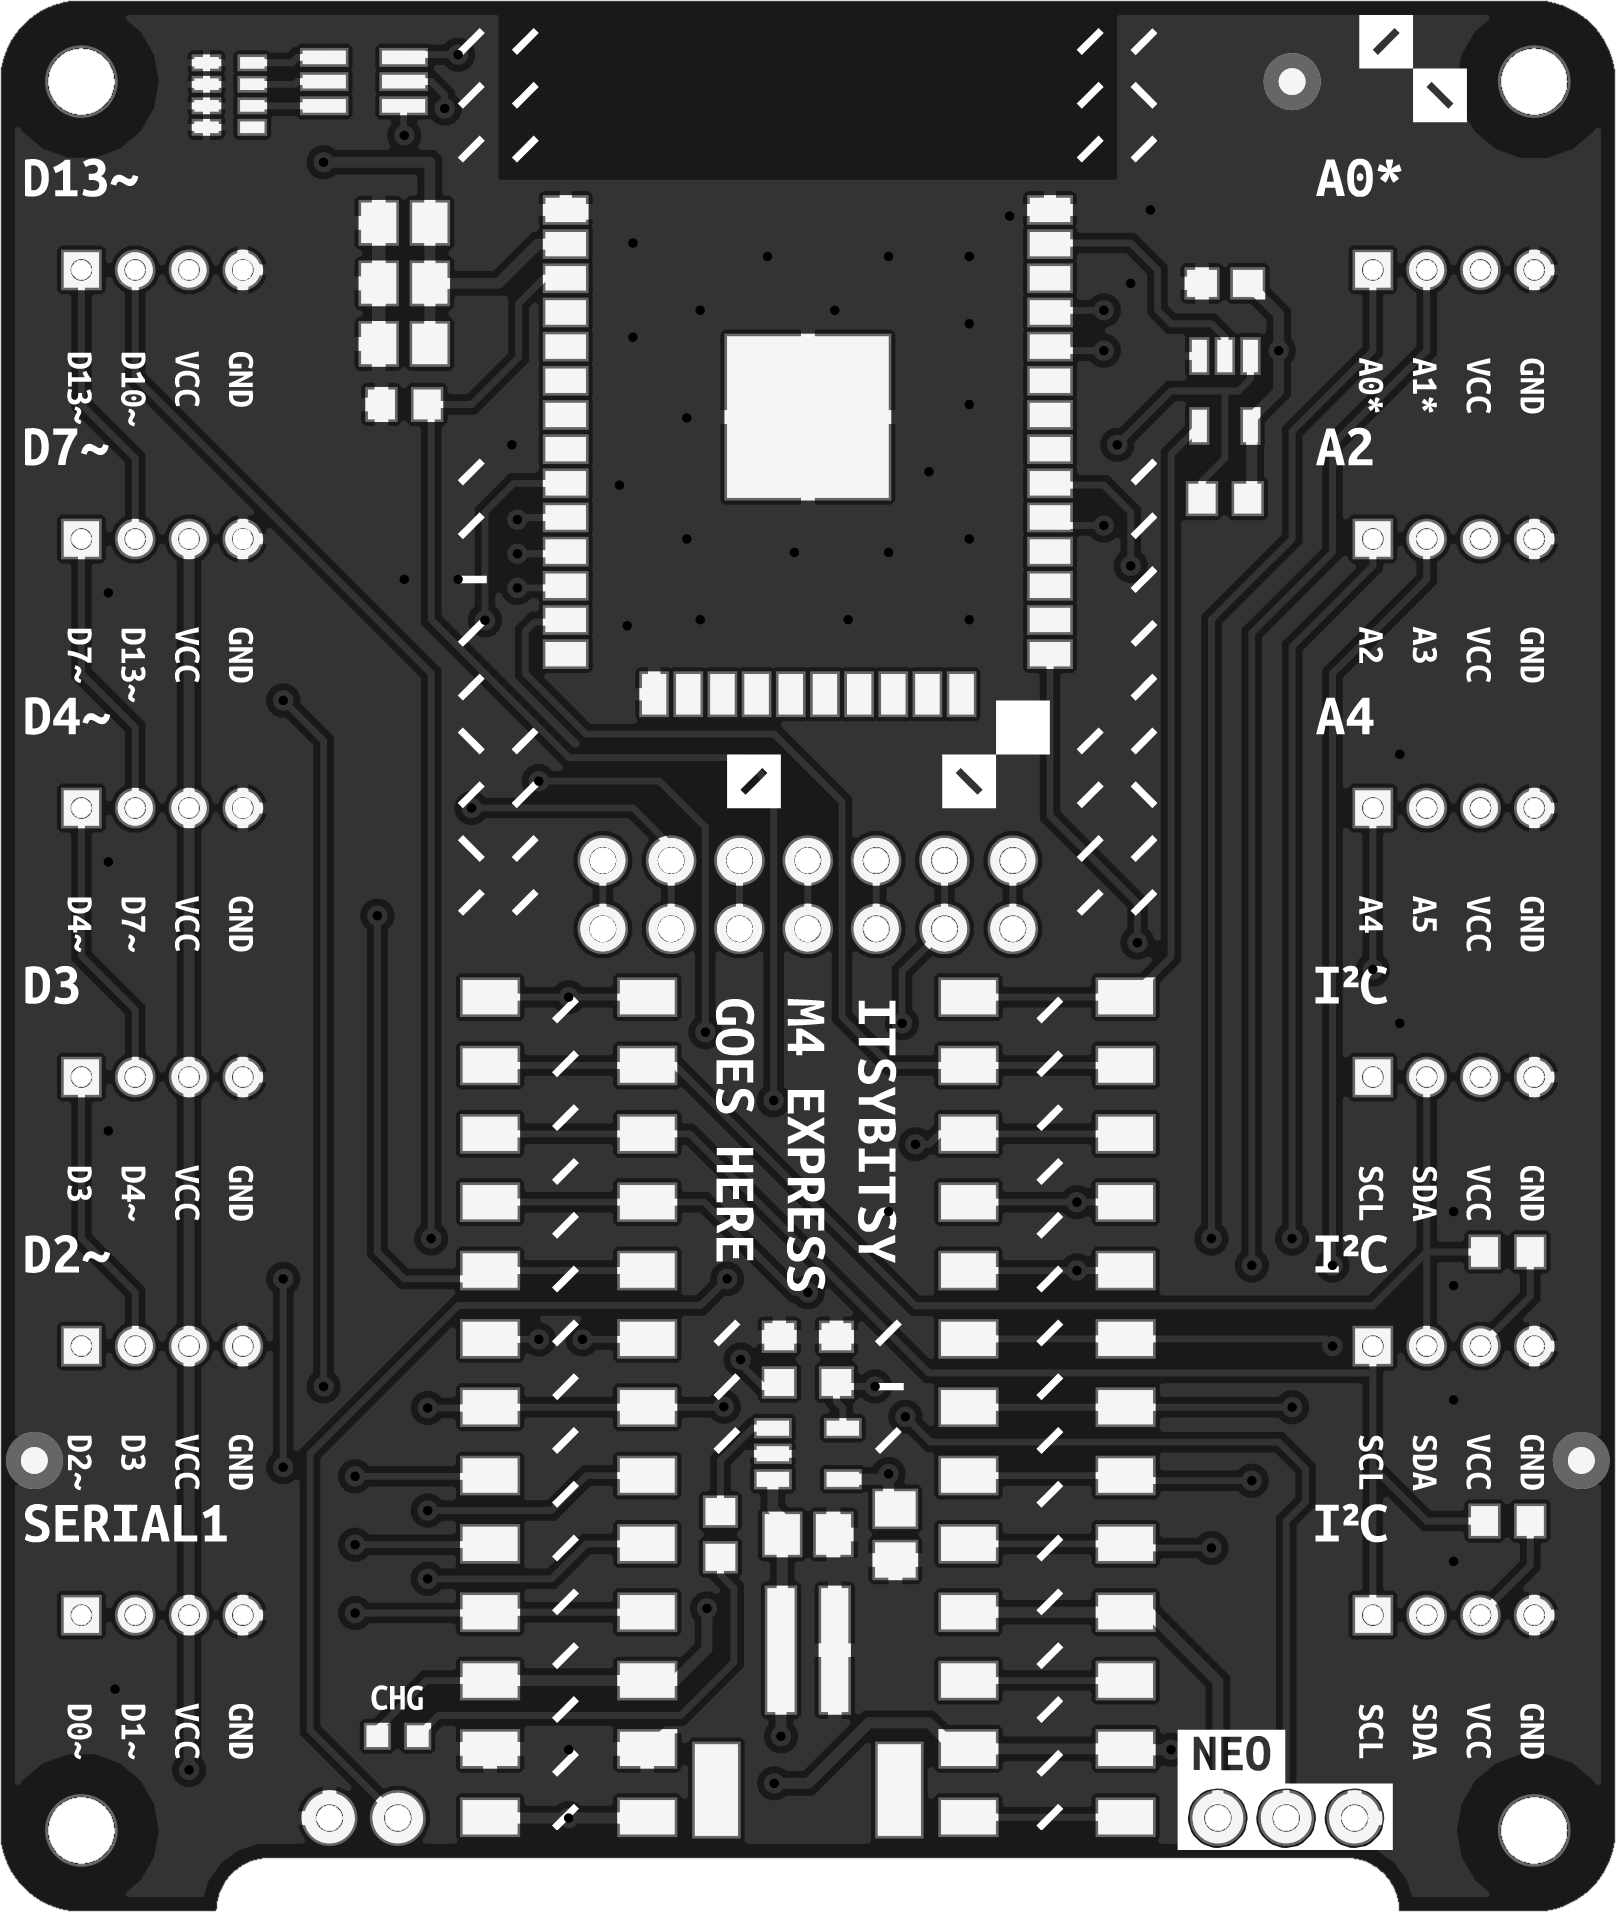 D13~
D13~ D10~ VCC GND
D7~
D7~ D13~ VCC GND
D4~
D4~ D7~ VCC GND
D3
D3 D4~ VCC GND
D2~
D2~ D3 VCC GND
SERIAL1
D0~ D1~ VCC GND
CHG
ITSYBITSY
M4 EXPRESS
GOES HERE
A0*
A0* A1* VCC GND
A2
A2 A3 VCC GND
A4
A4 A5 VCC GND
I²C
SCL SDA VCC GND
I²C
SCL SDA VCC GND
I²C
SCL SDA VCC GND
NEO